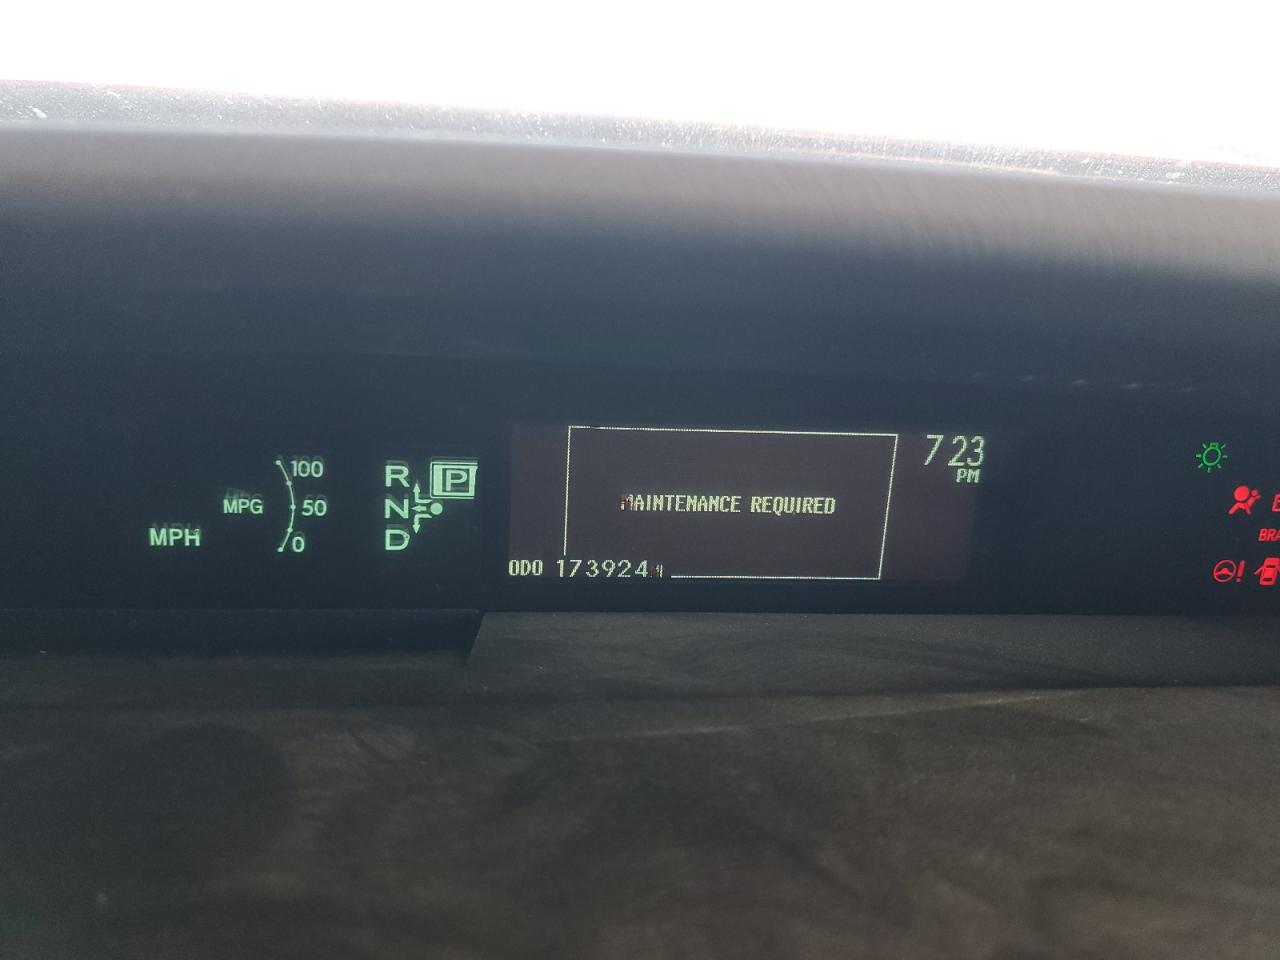 MPH
MPG
100
50
0
R
N
D
P
MAINTENANCE REQUIRED
ODO 173924
7:23
PM
!